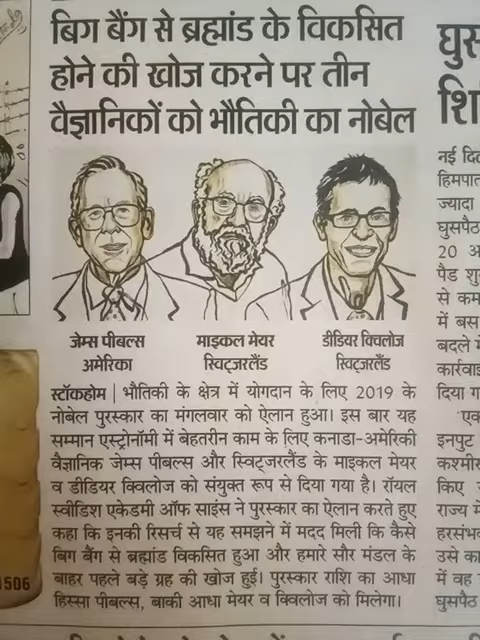 बिग बैंग से ब्रह्मांड के विकसित
होने की खोज करने पर तीन
वैज्ञानिकों को भौतिकी का नोबेल
जेम्स पीबल्स
अमेरिका
माइकल मेयर
स्विट्जरलैंड
डीडियर क्विलोज
स्विट्जरलैंड
स्टॉकहोम | भौतिकी के क्षेत्र में योगदान के लिए 2019 के
नोबेल पुरस्कार का मंगलवार को ऐलान हुआ। इस बार यह
सम्मान एस्ट्रोनॉमी में बेहतरीन काम के लिए कनाडा-अमेरिकी
वैज्ञानिक जेम्स पीबल्स और स्विट्जरलैंड के माइकल मेयर
व डीडियर क्विलोज को संयुक्त रूप से दिया गया है। रॉयल
स्वीडिश एकेडमी ऑफ साइंस ने पुरस्कार का ऐलान करते हुए
कहा कि इनकी रिसर्च से यह समझने में मदद मिली कि कैसे
बिग बैंग से ब्रह्मांड विकसित हुआ और हमारे सौर मंडल के
बाहर पहले बड़े ग्रह की खोज हुई। पुरस्कार राशि का आधा
हिस्सा पीबल्स, बाकी आधा मेयर व क्विलोज को मिलेगा।
1506
घुस
शि
नई दि
हिमपात
ज्यादा
घुसपैठ
20 अ
पैड शु
से कम
में बस
बदले में
कार्रवाई
दिया ग
'एक
इनपुट
कश्मीर
किए
राज्य में
हरसंभव
उसे का
में वह
घुसपैठ